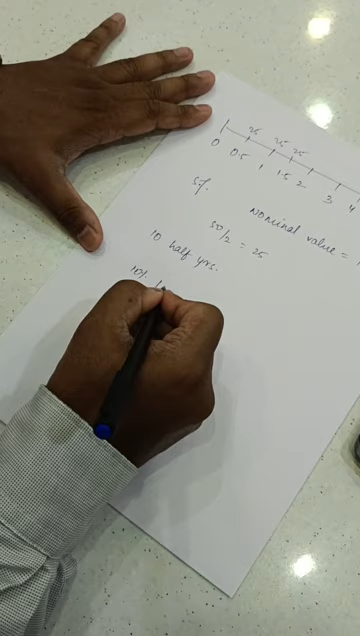 25 25 25
0 0.5 1 1.5 2 3 4
5%. Nominal value =
50/2 = 25
10 half yrs.
10%